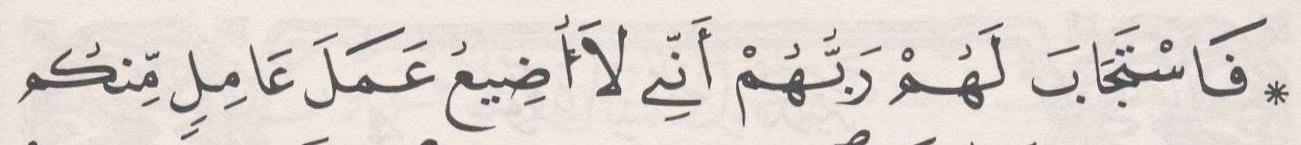 * فَاسْتَجَابَ لَهُمْ رَبُّهُمْ أَنِّے لَا أُضِيعُ عَمَلَ عَامِلٍ مِّنكُم